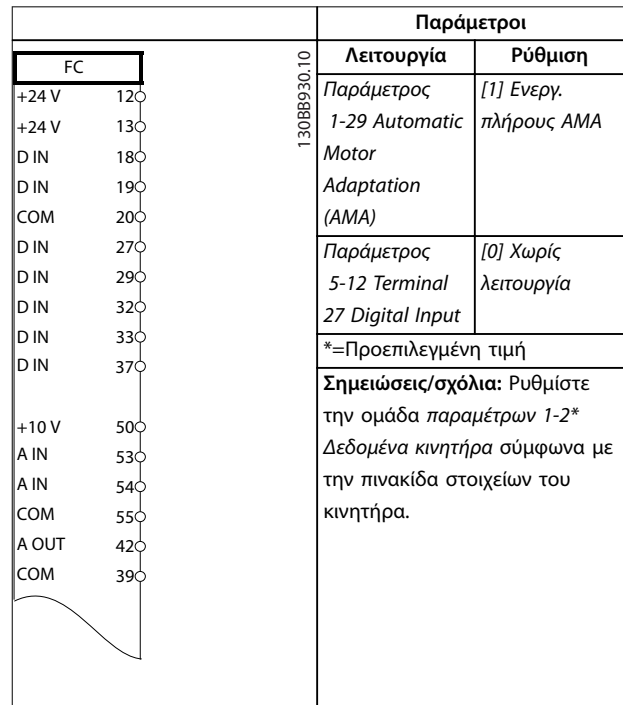 FC
+24 V 12
+24 V 13
D IN 18
D IN 19
COM 20
D IN 27
D IN 29
D IN 32
D IN 33
D IN 37
+10 V 50
A IN 53
A IN 54
COM 55
A OUT 42
COM 39
130BB930.10
Παράμετροι
Λειτουργία Ρύθμιση
Παράμετρος [1] Ενεργ.
1-29 Automatic πλήρους AMA
Motor
Adaptation
(AMA)
Παράμετρος [0] Χωρίς
5-12 Terminal λειτουργία
27 Digital Input
*=Προεπιλεγμένη τιμή
Σημειώσεις/σχόλια: Ρυθμίστε
την ομάδα παραμέτρων 1-2*
Δεδομένα κινητήρα σύμφωνα με
την πινακίδα στοιχείων του
κινητήρα.